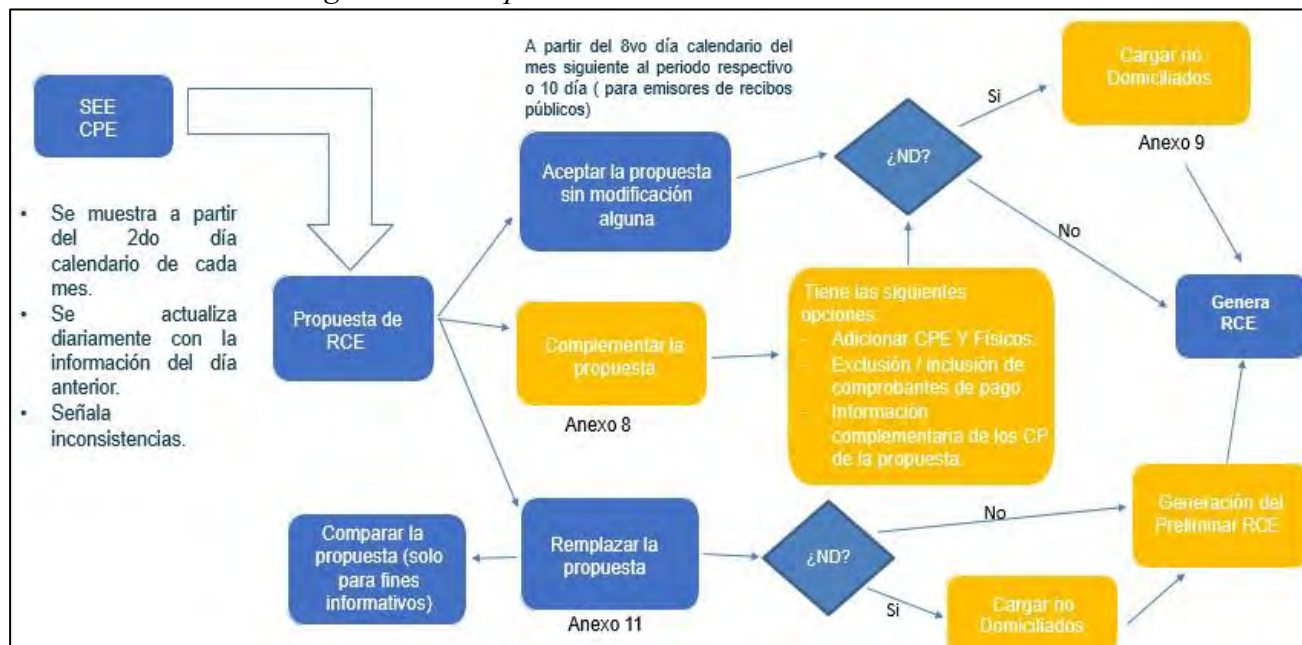 SEE
CPE
• Se muestra a partir
del 2do día
calendario de cada
mes.
• Se actualiza
diariamente con la
información del día
anterior.
• Señala
inconsistencias.
Propuesta de
RCE
A partir del 8vo día calendario del
mes siguiente al periodo respectivo
o 10 día ( para emisores de recibos
públicos)
Aceptar la propuesta
sin modificación
alguna
¿ND?
Si
Cargar no
Domiciliados
Anexo 9
No
Genera
RCE
Complementar la
propuesta
Anexo 8
Tiene las siguientes
opciones:
- Adicionar CPE Y Físicos.
- Exclusión / inclusión de
comprobantes de pago.
- Información
complementaria de los CP
de la propuesta.
Comparar la
propuesta (solo
para fines
informativos)
Remplazar la
propuesta
Anexo 11
¿ND?
No
Generación del
Preliminar RCE
Si
Cargar no
Domiciliados